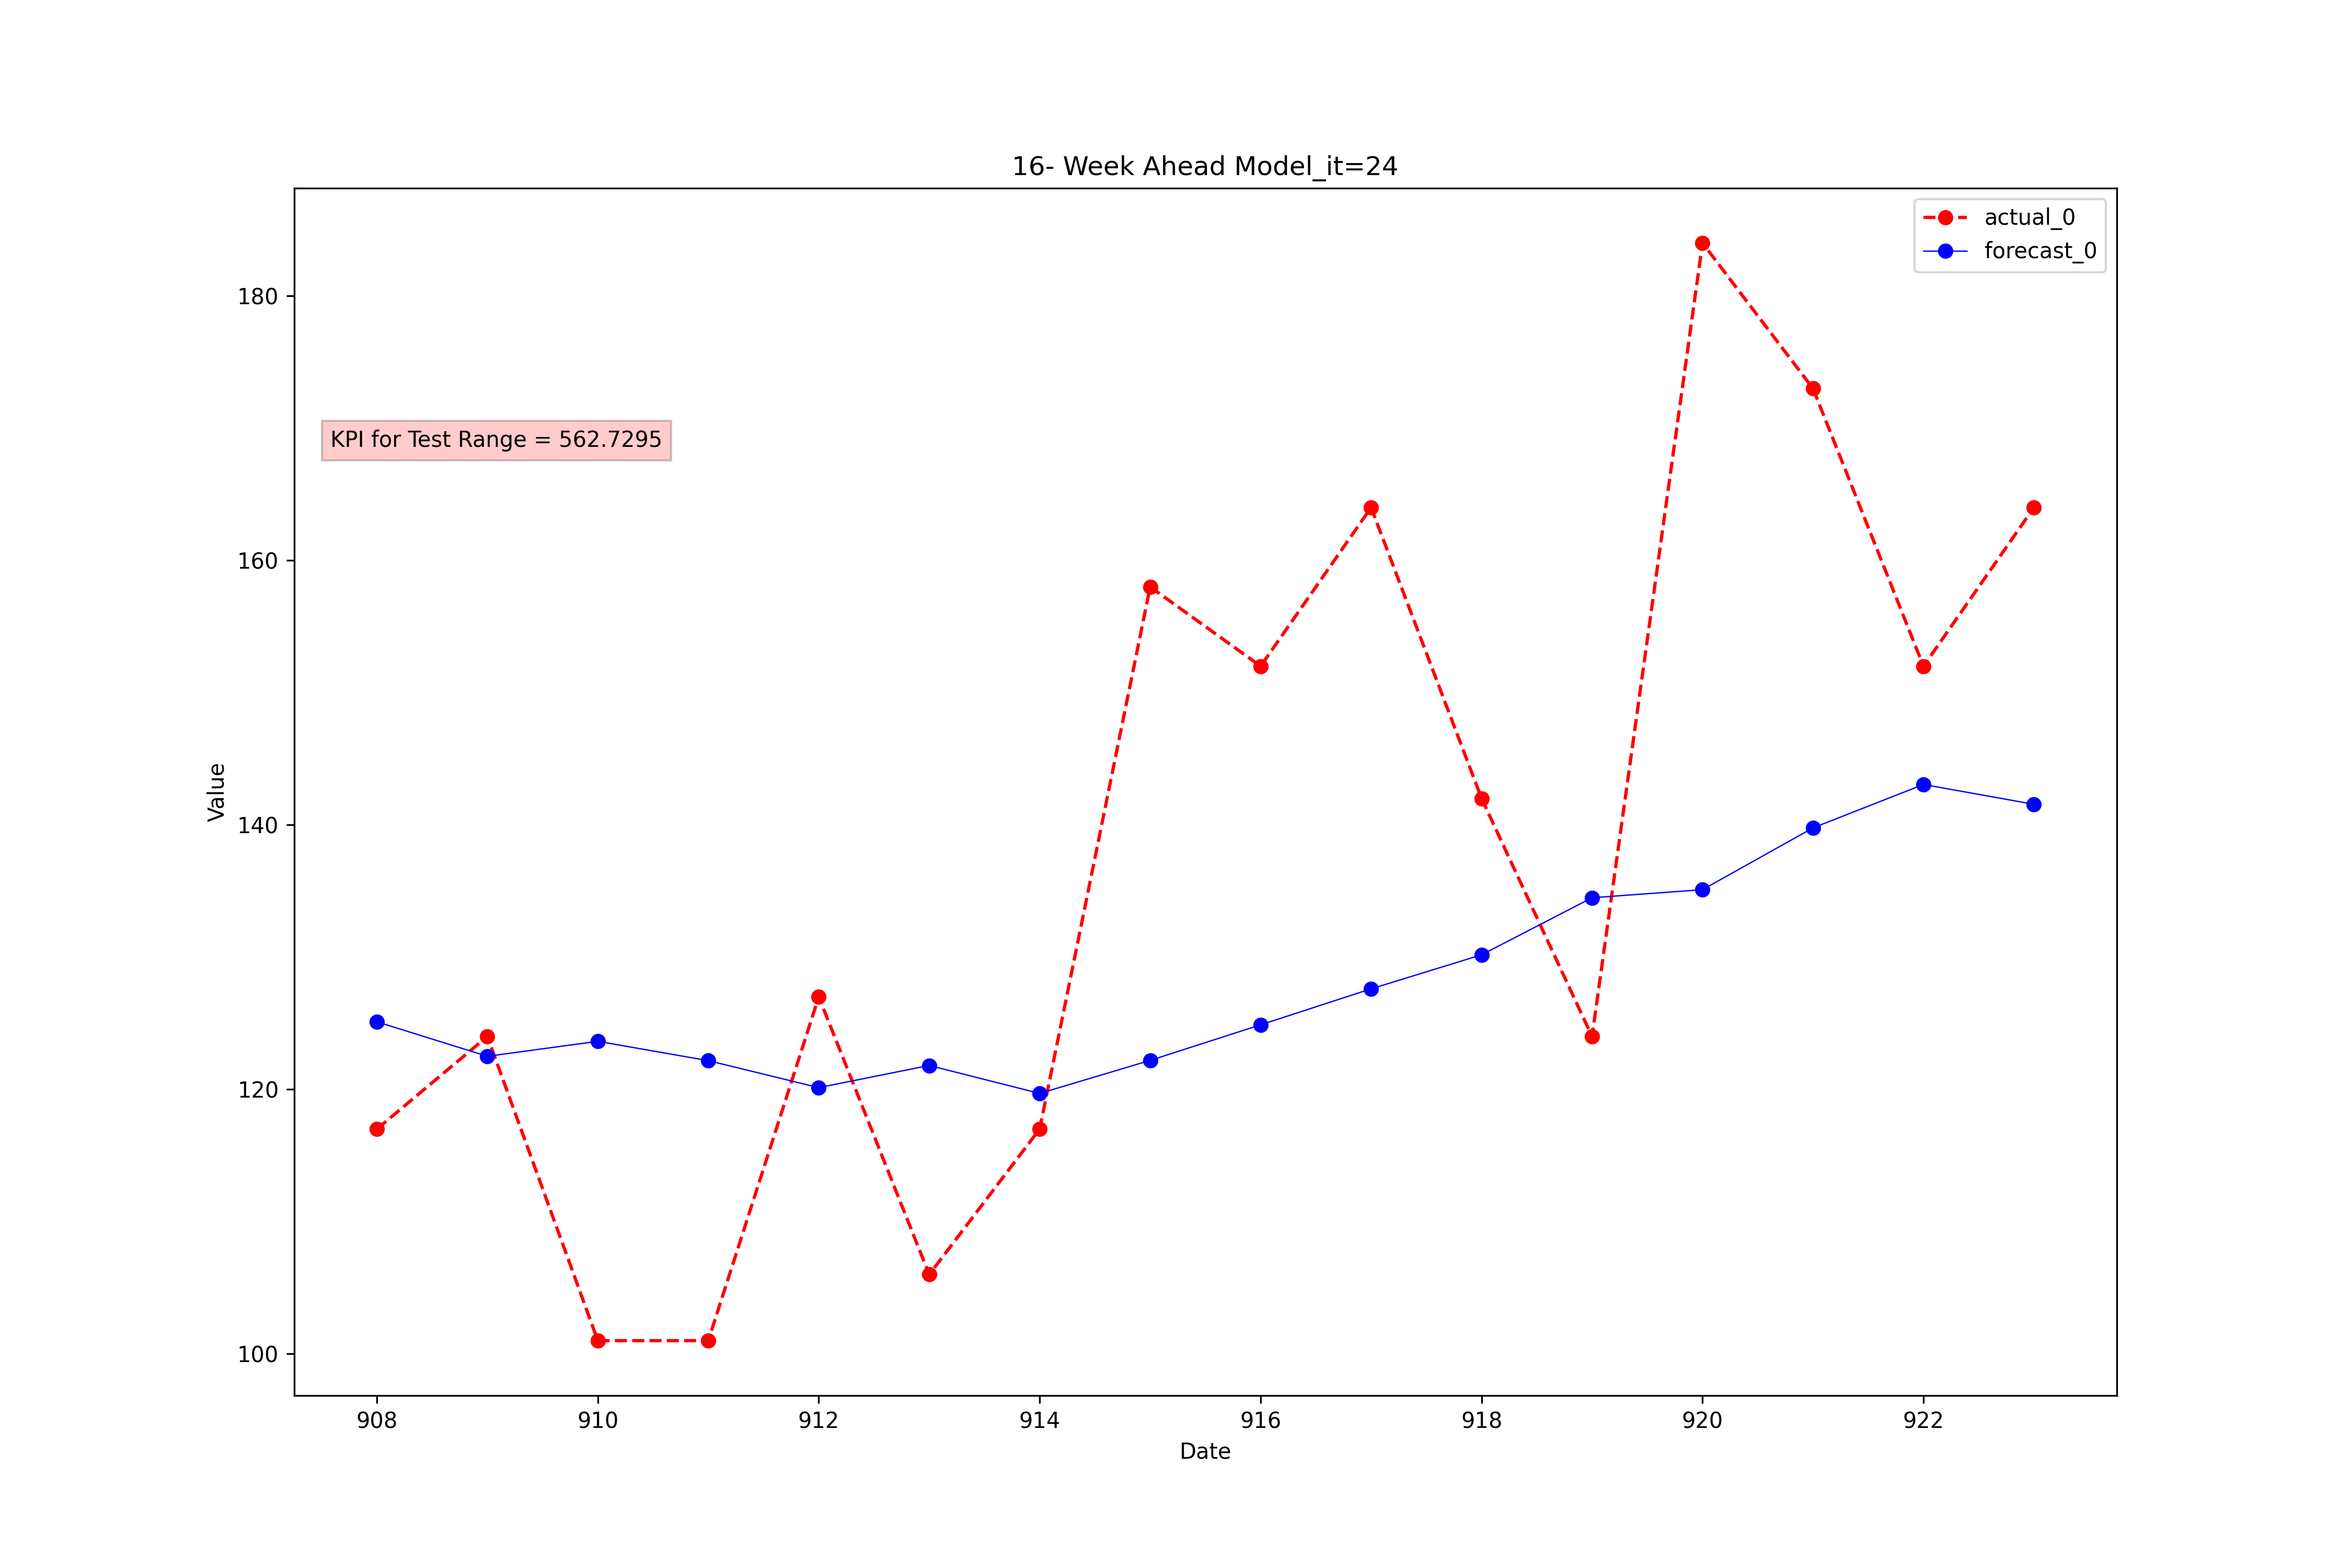 16- Week Ahead Model_it=24
actual_0
forecast_0
KPI for Test Range = 562.7295
Value
180
160
140
120
100
908 910 912 914 916 918 920 922
Date